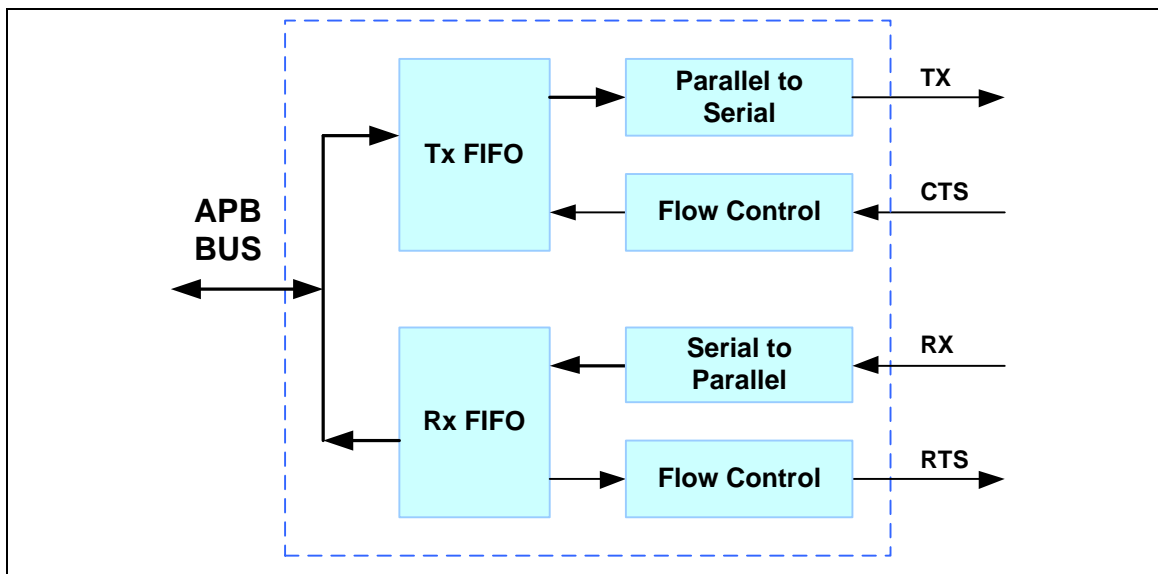 Parallel to
Serial
TX
Tx FIFO
Flow Control
CTS
APB
BUS
Serial to
Parallel
RX
Rx FIFO
Flow Control
RTS